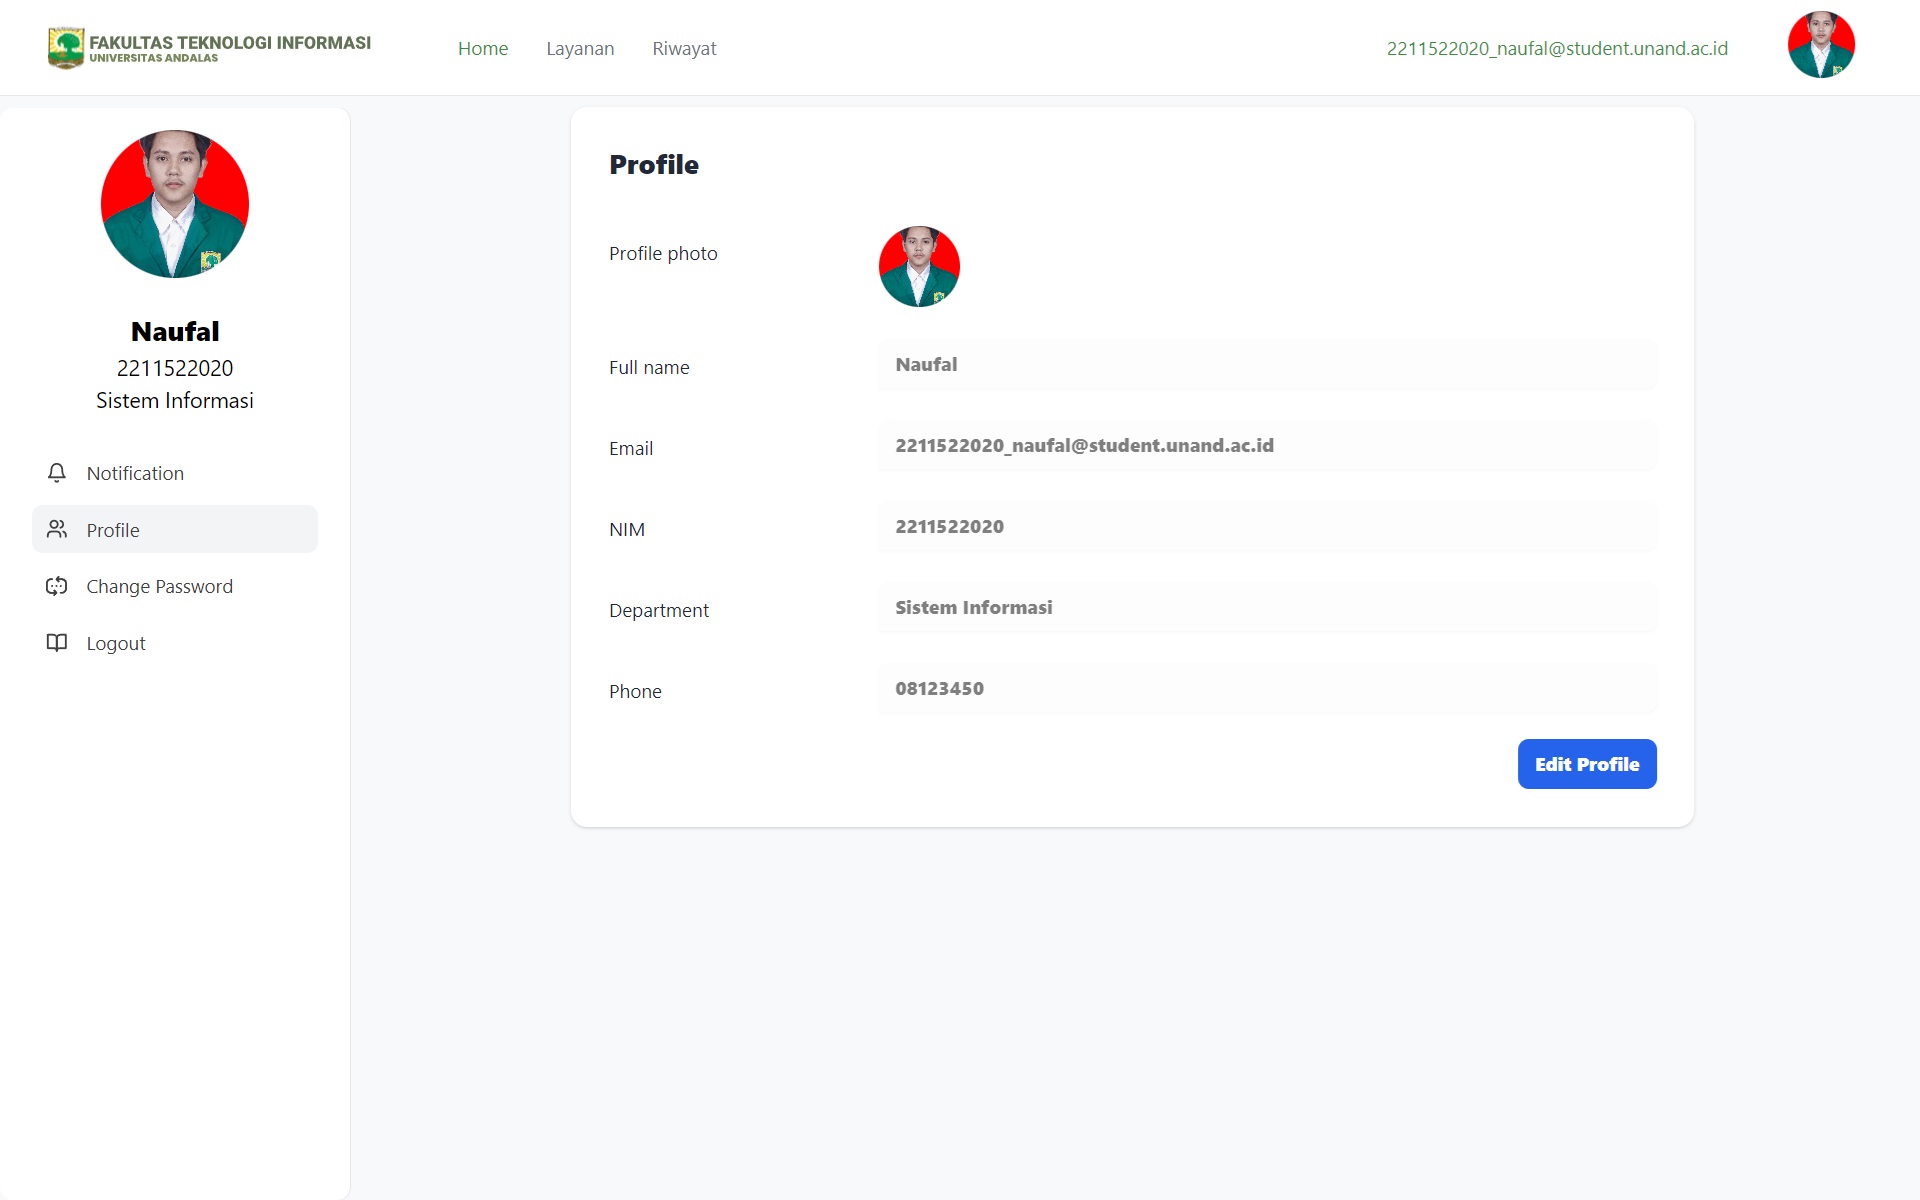 FAKULTAS TEKNOLOGI INFORMASI
UNIVERSITAS ANDALAS
Home
Layanan
Riwayat
2211522020_naufal@student.unand.ac.id
Naufal
2211522020
Sistem Informasi
Notification
Profile
Change Password
Logout
Profile
Profile photo
Full name
Naufal
Email
2211522020_naufal@student.unand.ac.id
NIM
2211522020
Department
Sistem Informasi
Phone
08123450
Edit Profile